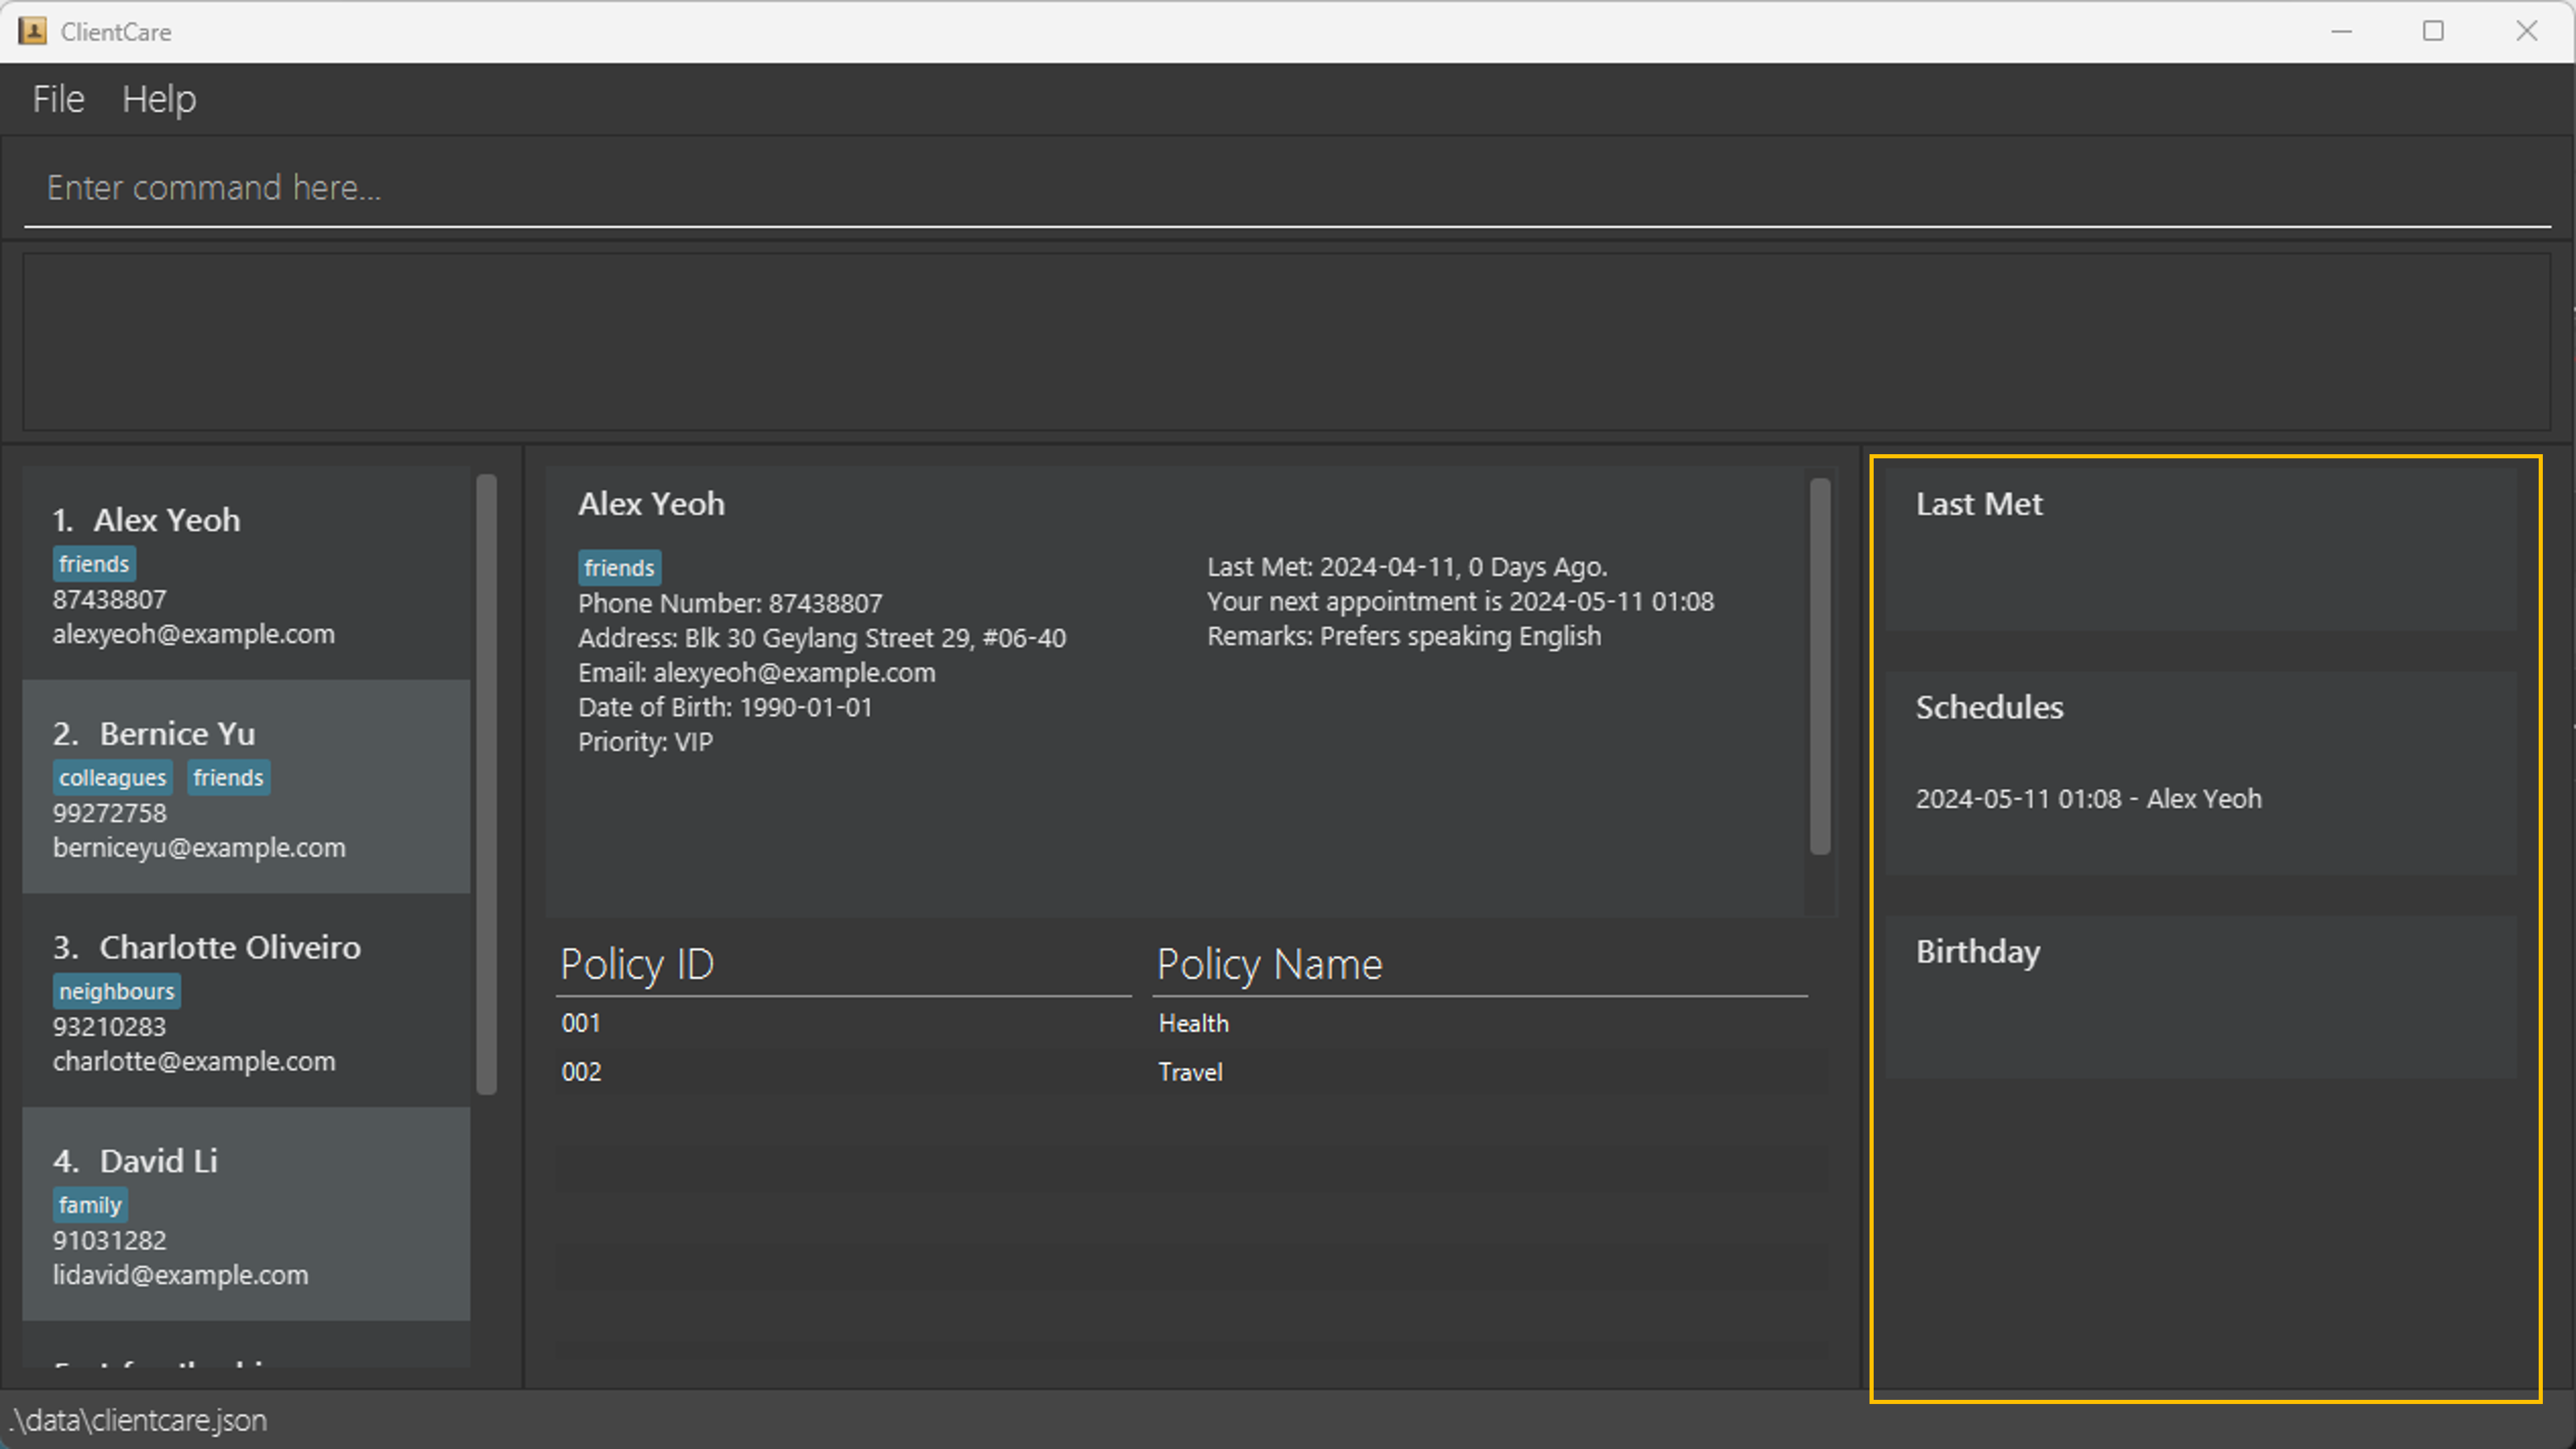 ClientCare
File Help
Enter command here...
1. Alex Yeoh
friends
87438807
alexyeoh@example.com
2. Bernice Yu
colleagues friends
99272758
berniceyu@example.com
3. Charlotte Oliveiro
neighbours
93210283
charlotte@example.com
4. David Li
family
91031282
lidavid@example.com
Alex Yeoh
friends
Phone Number: 87438807
Address: Blk 30 Geylang Street 29, #06-40
Email: alexyeoh@example.com
Date of Birth: 1990-01-01
Priority: VIP
Last Met: 2024-04-11, 0 Days Ago.
Your next appointment is 2024-05-11 01:08
Remarks: Prefers speaking English
Policy ID Policy Name
001 Health
002 Travel
Last Met
Schedules
2024-05-11 01:08 - Alex Yeoh
Birthday
.\data\clientcare.json